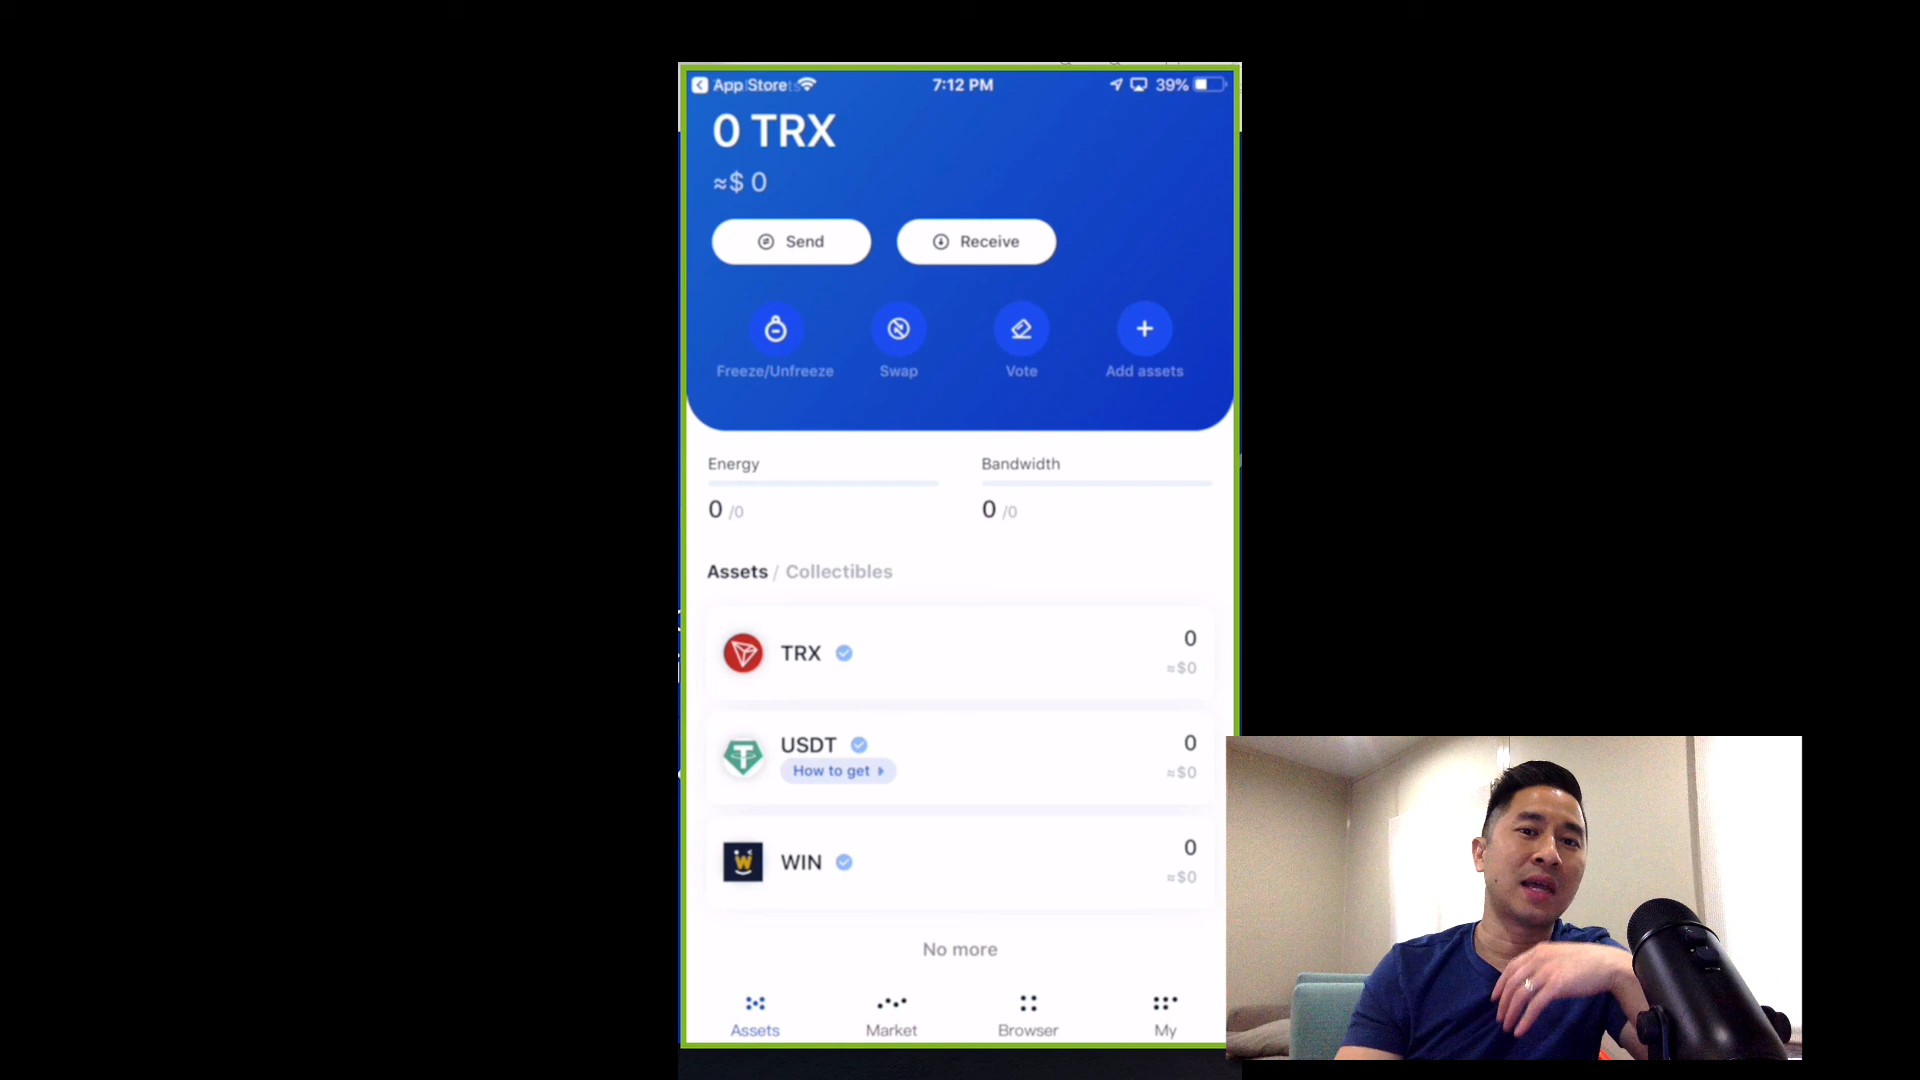 App Store 7:12 PM 39%
0 TRX
≈$ 0
Send Receive
Freeze/Unfreeze Swap Vote Add assets
Energy Bandwidth
0 /0 0 /0
Assets / Collectibles
TRX 0
≈$0
USDT 0
How to get ≈$0
WIN 0
≈$0
No more
Assets Market Browser My